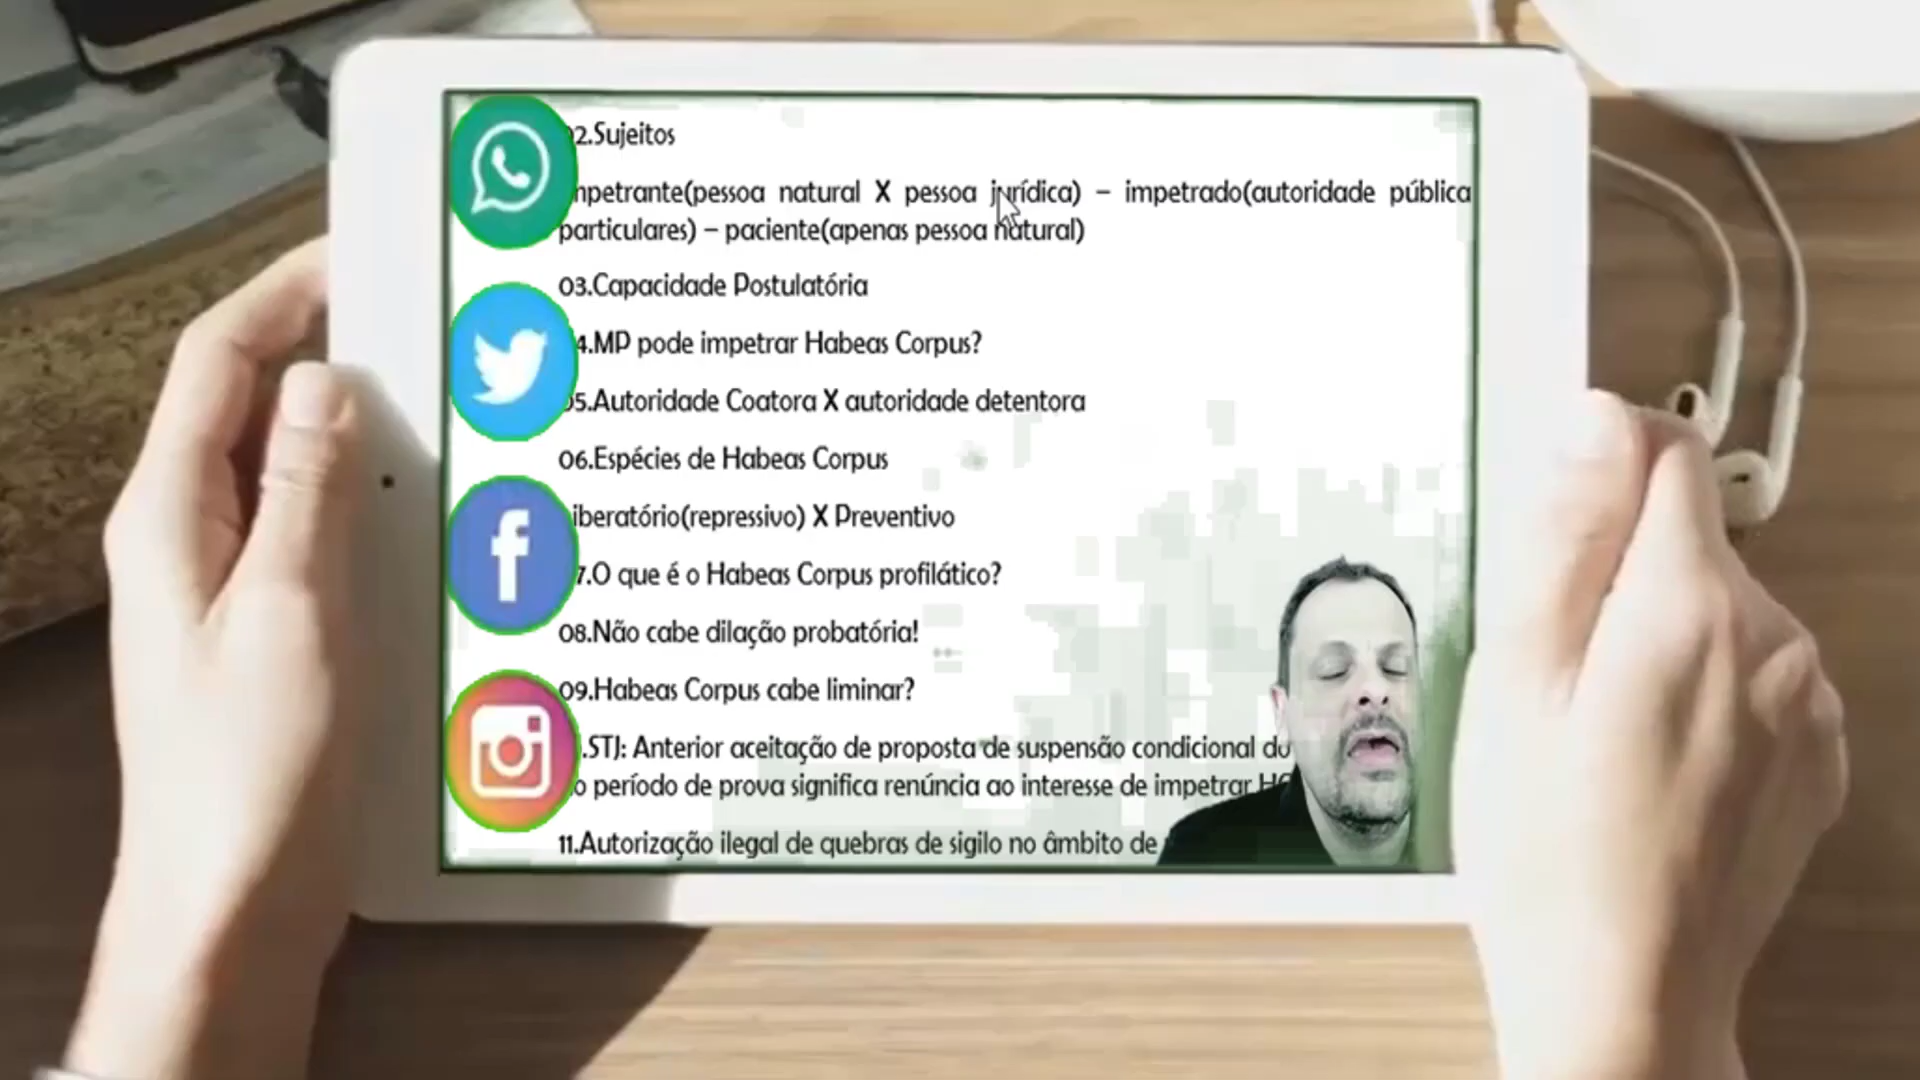 2.Sujeitos
mpetrante(pessoa natural X pessoa jurídica) – impetrado(autoridade pública
particulares) – paciente(apenas pessoa natural)
03.Capacidade Postulatória
4.MP pode impetrar Habeas Corpus?
05.Autoridade Coatora X autoridade detentora
06.Espécies de Habeas Corpus
iberatório(repressivo) X Preventivo
7.O que é o Habeas Corpus profilático?
08.Não cabe dilação probatória!
09.Habeas Corpus cabe liminar?
.STJ: Anterior aceitação de proposta de suspensão condicional do
o período de prova significa renúncia ao interesse de impetrar HC
11.Autorização ilegal de quebras de sigilo no âmbito de